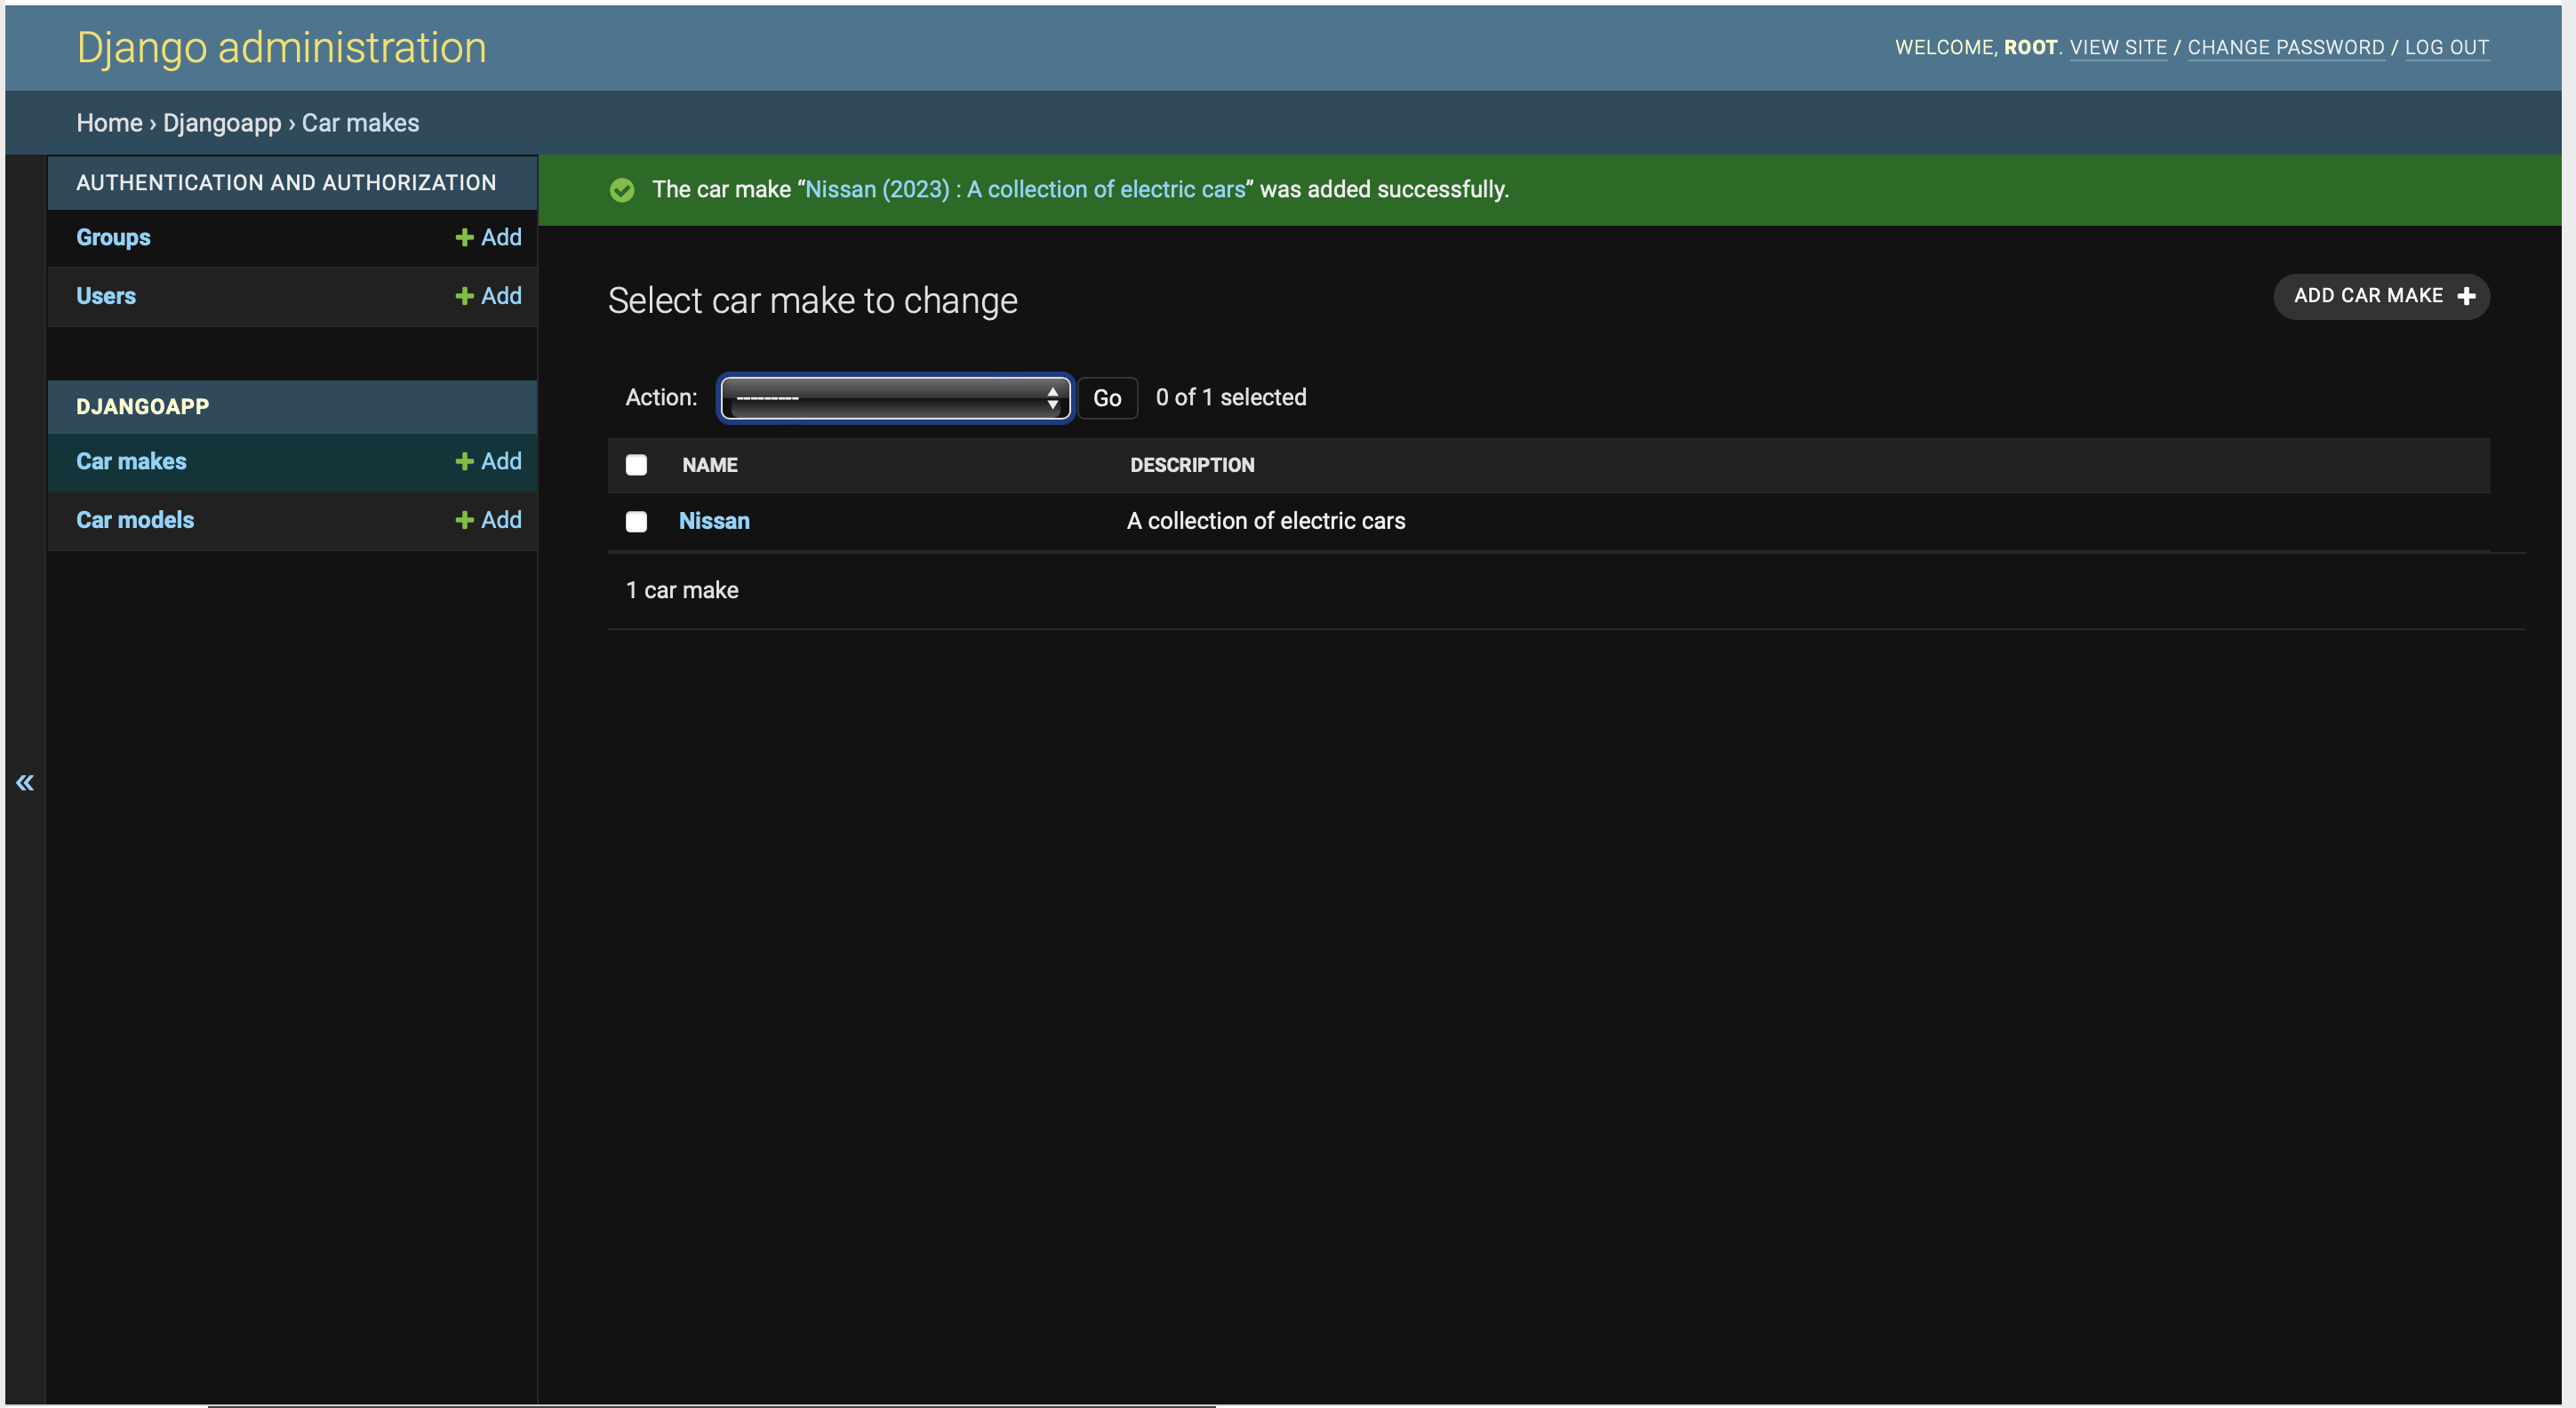 Django administration
WELCOME, ROOT. VIEW SITE / CHANGE PASSWORD / LOG OUT
Home › Djangoapp › Car makes
AUTHENTICATION AND AUTHORIZATION
Groups + Add
Users + Add
DJANGOAPP
Car makes + Add
Car models + Add
«
The car make “Nissan (2023) : A collection of electric cars” was added successfully.
Select car make to change
ADD CAR MAKE +
Action: --------- Go 0 of 1 selected
NAME DESCRIPTION
Nissan A collection of electric cars
1 car make